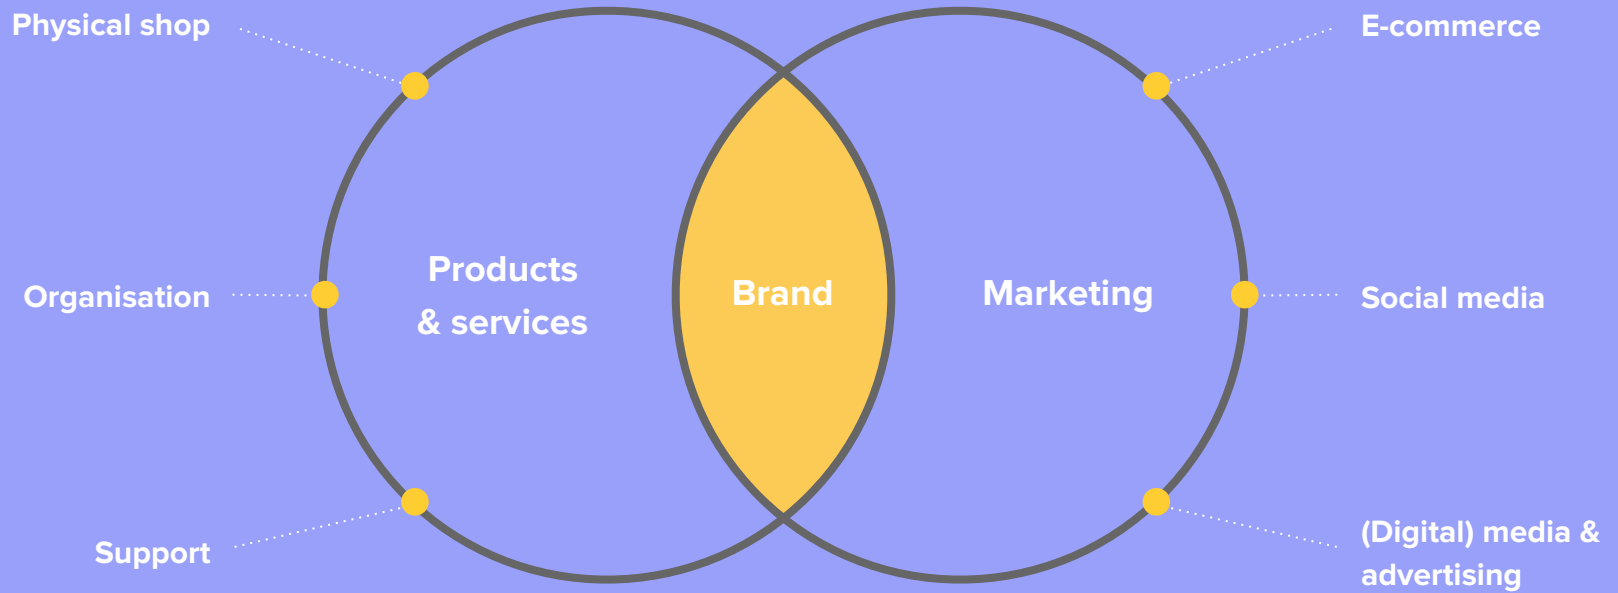 Physical shop
E-commerce
Products
& services
Brand
Marketing
Organisation
Social media
Support
(Digital) media &
advertising